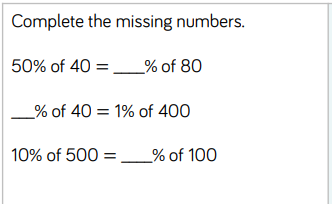 Complete the missing numbers.
50% of 40 = ____% of 80
___% of 40 = 1% of 400
10% of 500 = ____% of 100